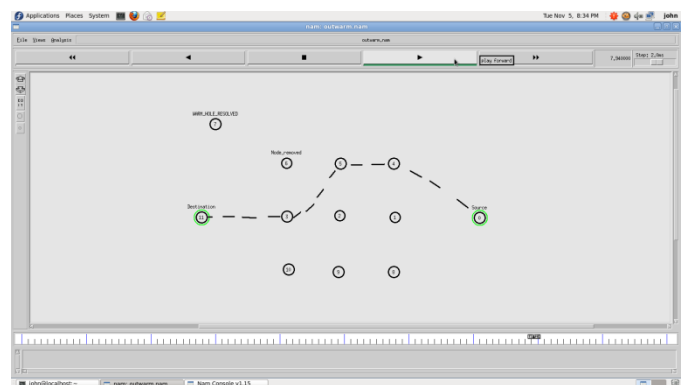 Applications Places System
Tue Nov 5, 8:34 PM
john
nam: outwarm.nam
File Views Analysis
outwarm.nam
play forward
7.940000
Step: 2.0ms
WARM_HOLE_RESOLVED
7
Node_removed
6
5
4
Destination
11
3
2
1
Source
0
10
9
8
TIME
john@localhost:~
nam: outwarm.nam
Nam Console v1.15